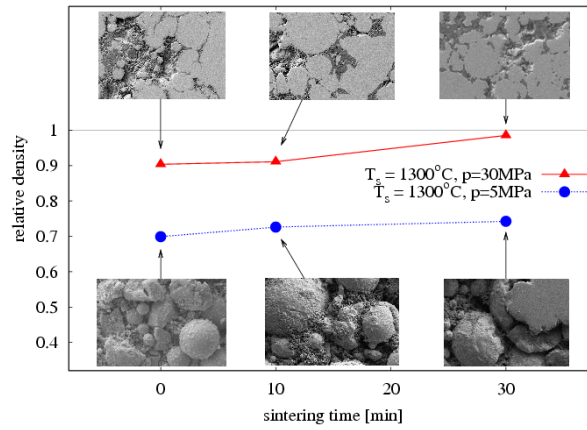 relative density
1
0.9
0.8
0.7
0.6
0.5
0.4
Tₛ = 1300°C, p=30MPa
Tₛ = 1300°C, p=5MPa
0
10
20
30
sintering time [min]